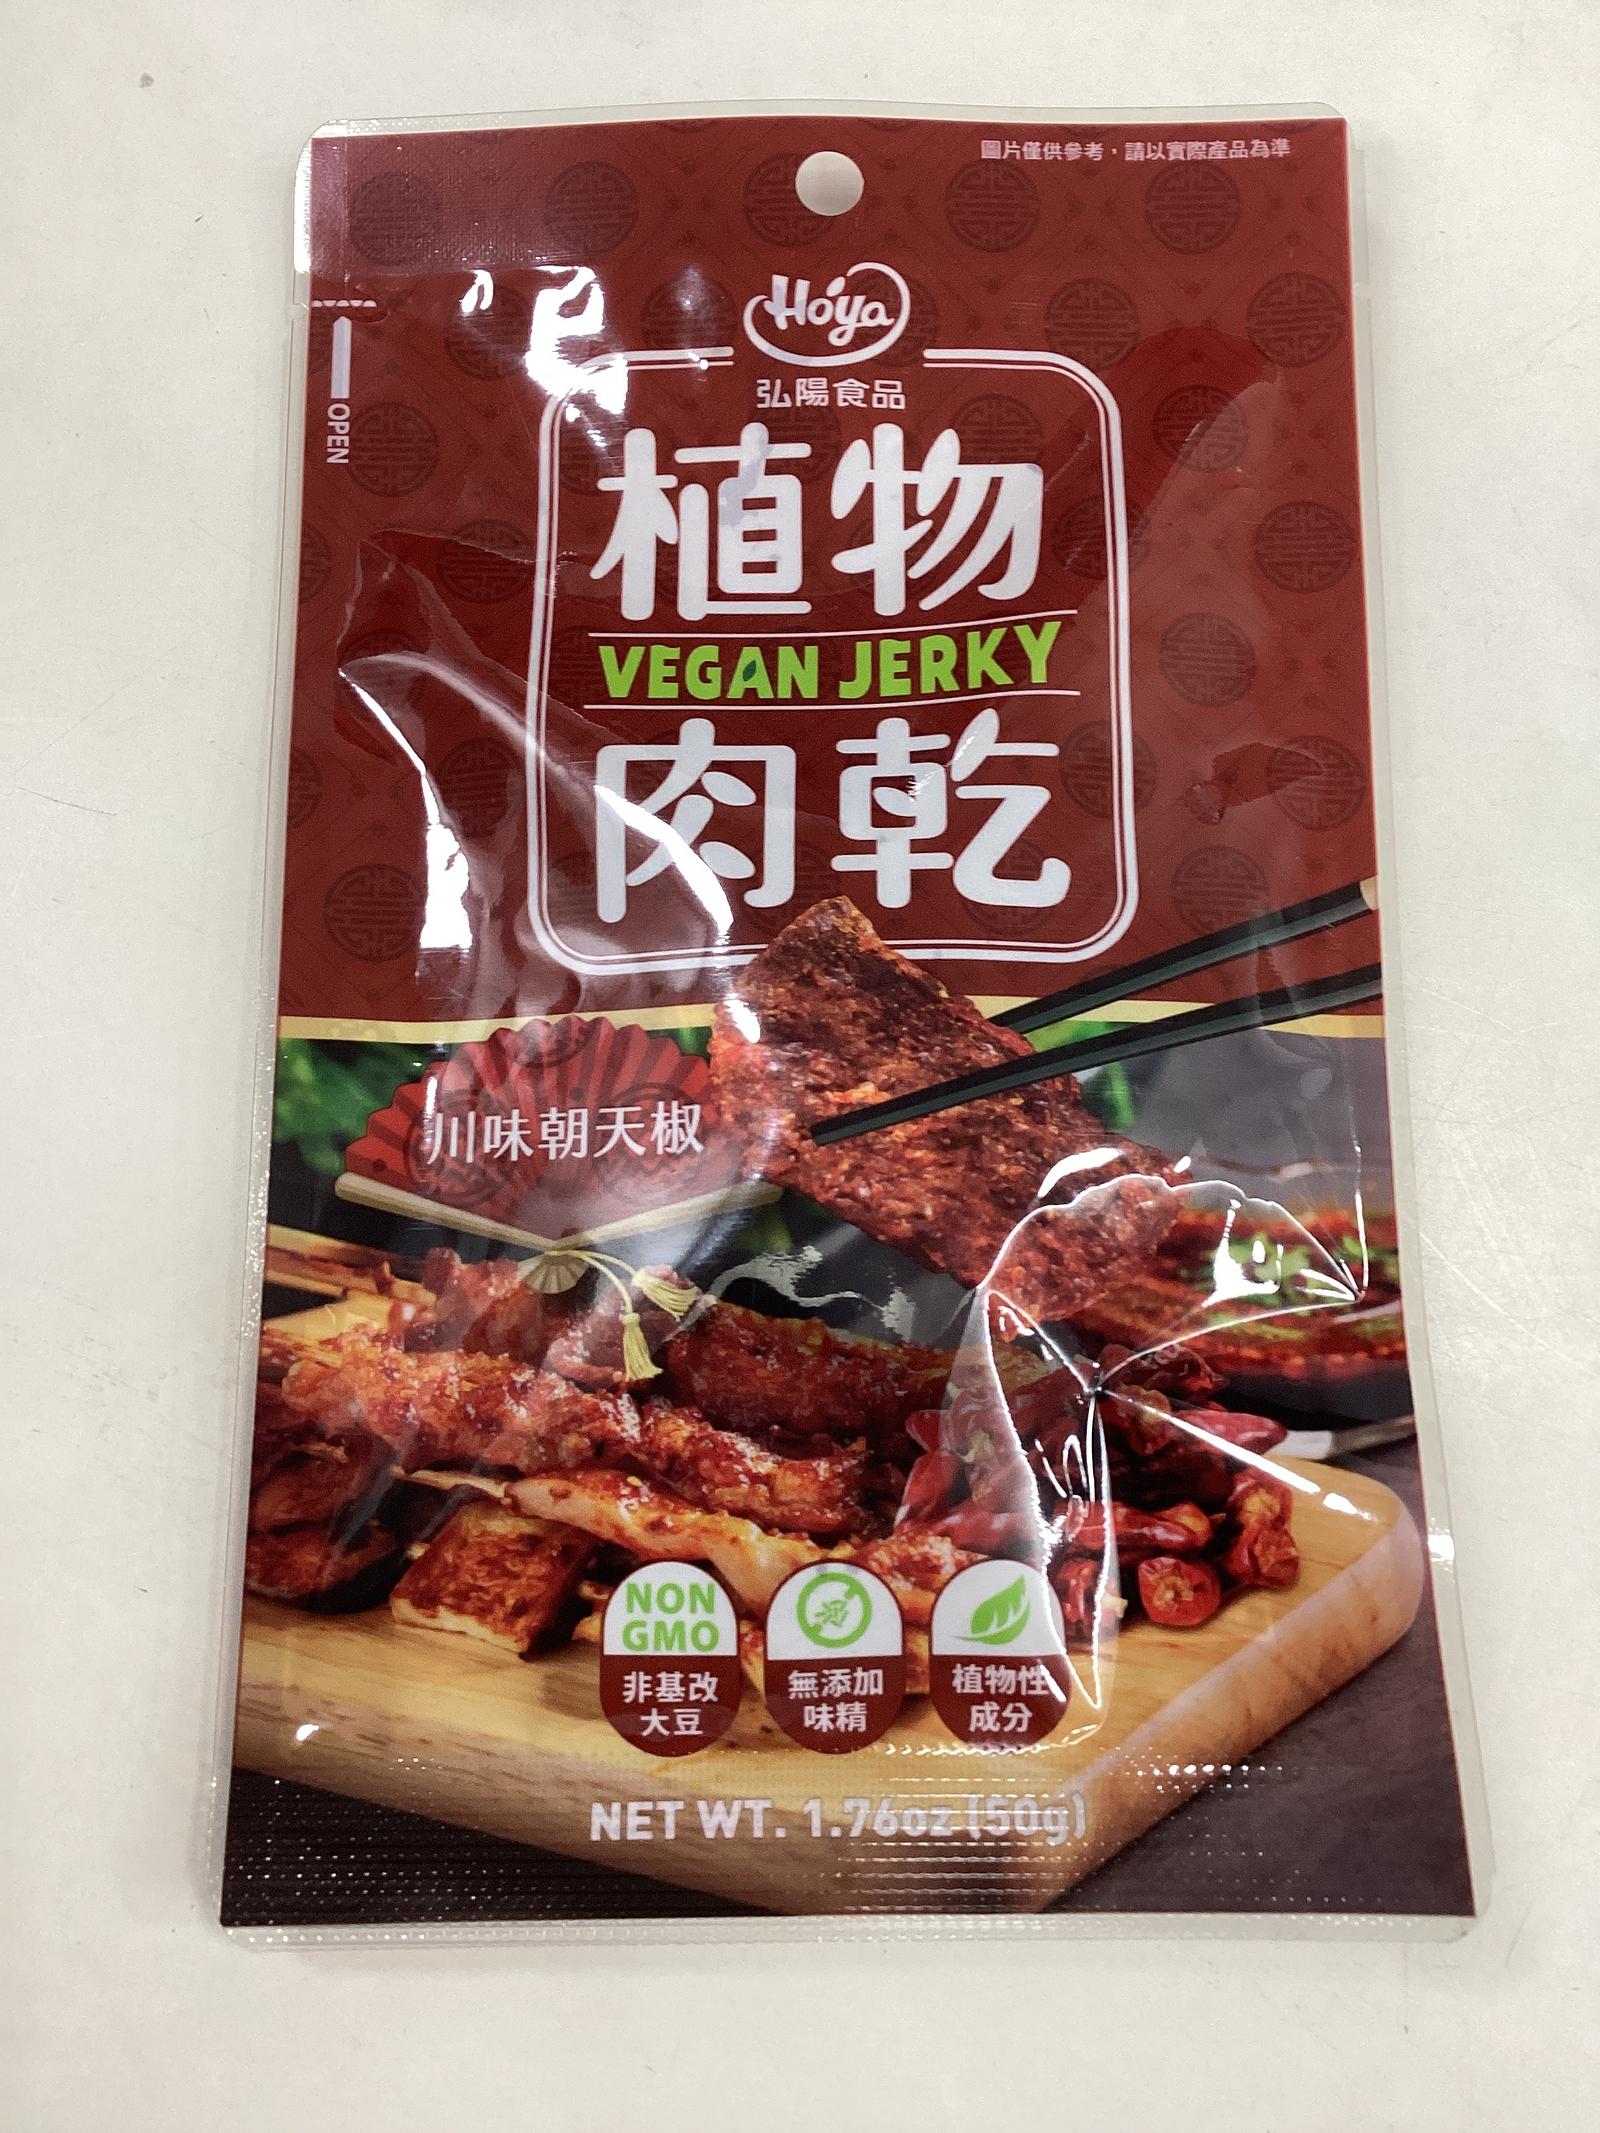 圖片僅供參考，請以實際產品為準
Hoya
弘陽食品
OPEN
植物
VEGAN JERKY
肉乾
川味朝天椒
NON
GMO
非基改
大豆
無添加
味精
植物性
成分
NET WT. 1.76oz (50g)